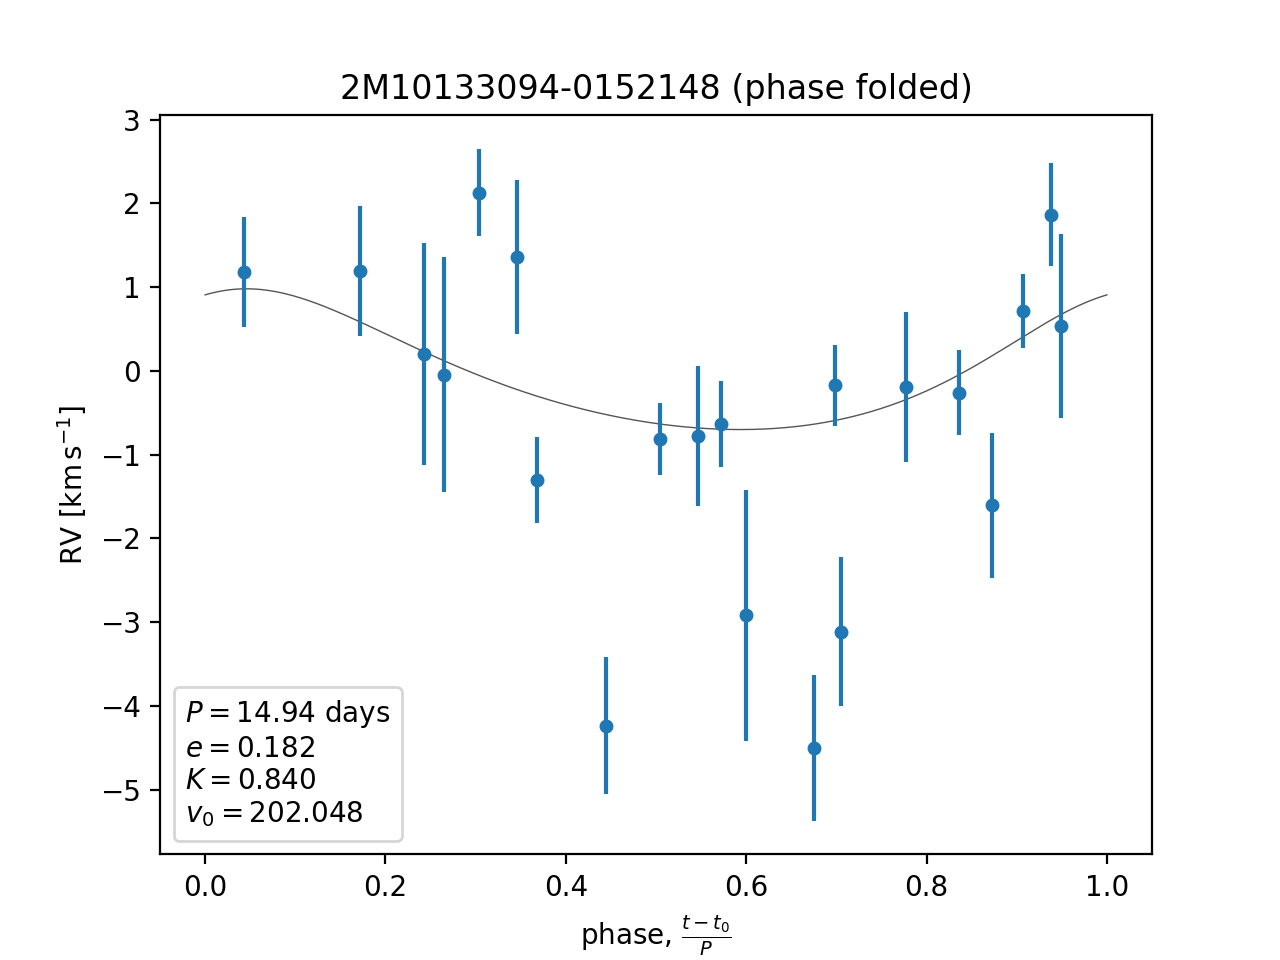 2M10133094-0152148 (phase folded)
3
2
1
0
−1
−2
−3
−4
−5
RV [km s⁻¹]
P = 14.94 days
e = 0.182
K = 0.840
v₀ = 202.048
0.0 0.2 0.4 0.6 0.8 1.0
phase, (t − t₀)/P